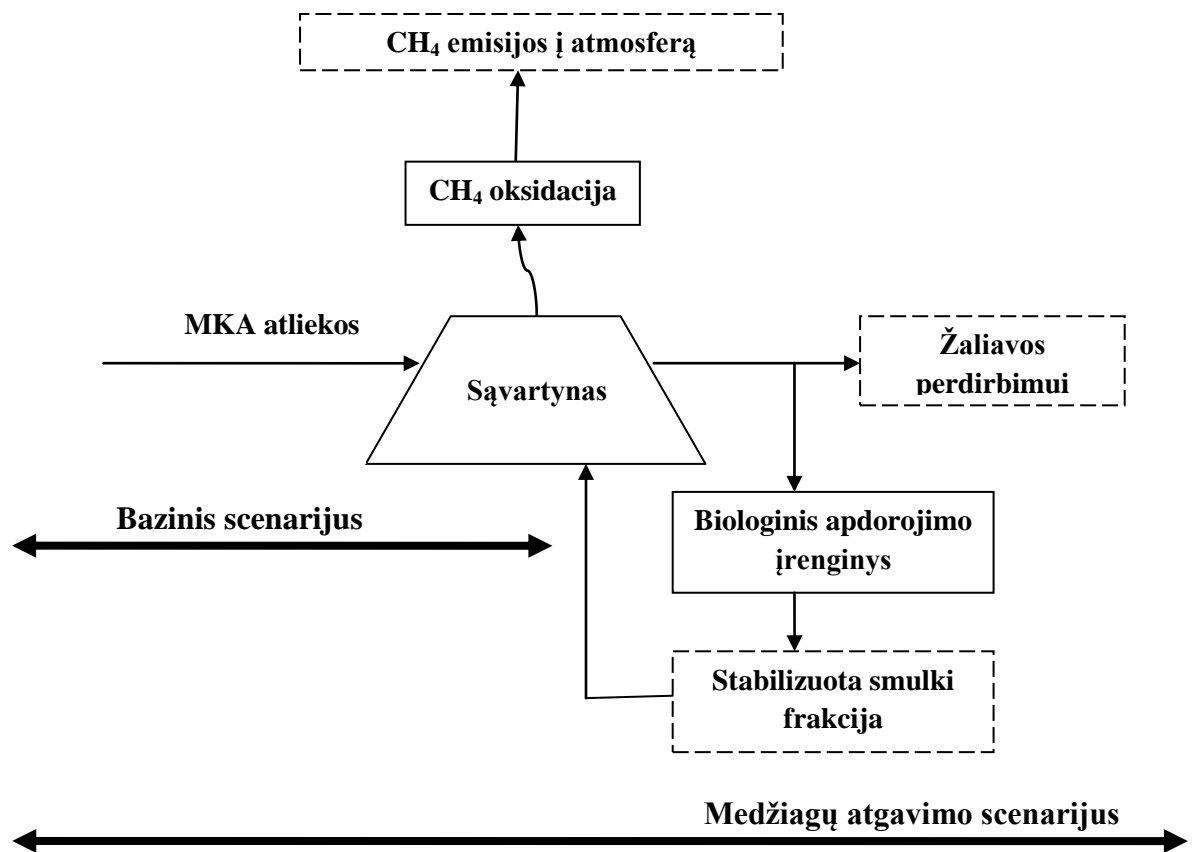 CH₄ emisijos į atmosferą
CH₄ oksidacija
MKA atliekos
Sąvartynas
Žaliavos
perdirbimui
Bazinis scenarijus
Biologinis apdorojimo
įrenginys
Stabilizuota smulki
frakcija
Medžiagų atgavimo scenarijus